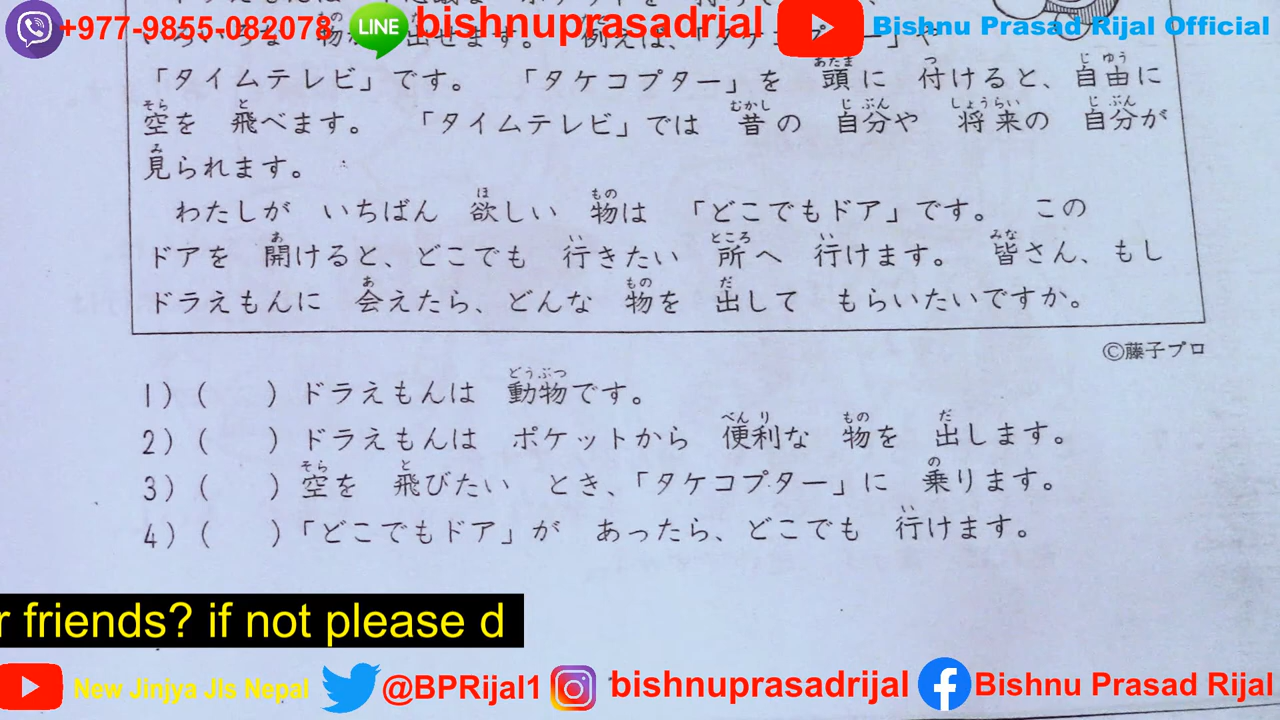 +977-9855-082078 LINE bishnuprasadrjal Bishnu Prasad Rijal Official
「タイムテレビ」です。 「タケコプター」を 頭に 付けると、自由に
空を 飛べます。 「タイムテレビ」では 昔の 自分や 将来の 自分が
見られます。
わたしが いちばん 欲しい 物は 「どこでもドア」です。 この
ドアを 開けると、どこでも 行きたい 所へ 行けます。 皆さん、もし
ドラえもんに 会えたら、どんな 物を 出して もらいたいですか。
©藤子プロ
1)( ) ドラえもんは 動物です。
2)( ) ドラえもんは ポケットから 便利な 物を 出します。
3)( ) 空を 飛びたい とき、「タケコプター」に 乗ります。
4)( )「どこでもドア」が あったら、どこでも 行けます。
r friends? if not please d
New Jinjya Jls Nepal @BPRijal1 bishnuprasadrijal Bishnu Prasad Rijal